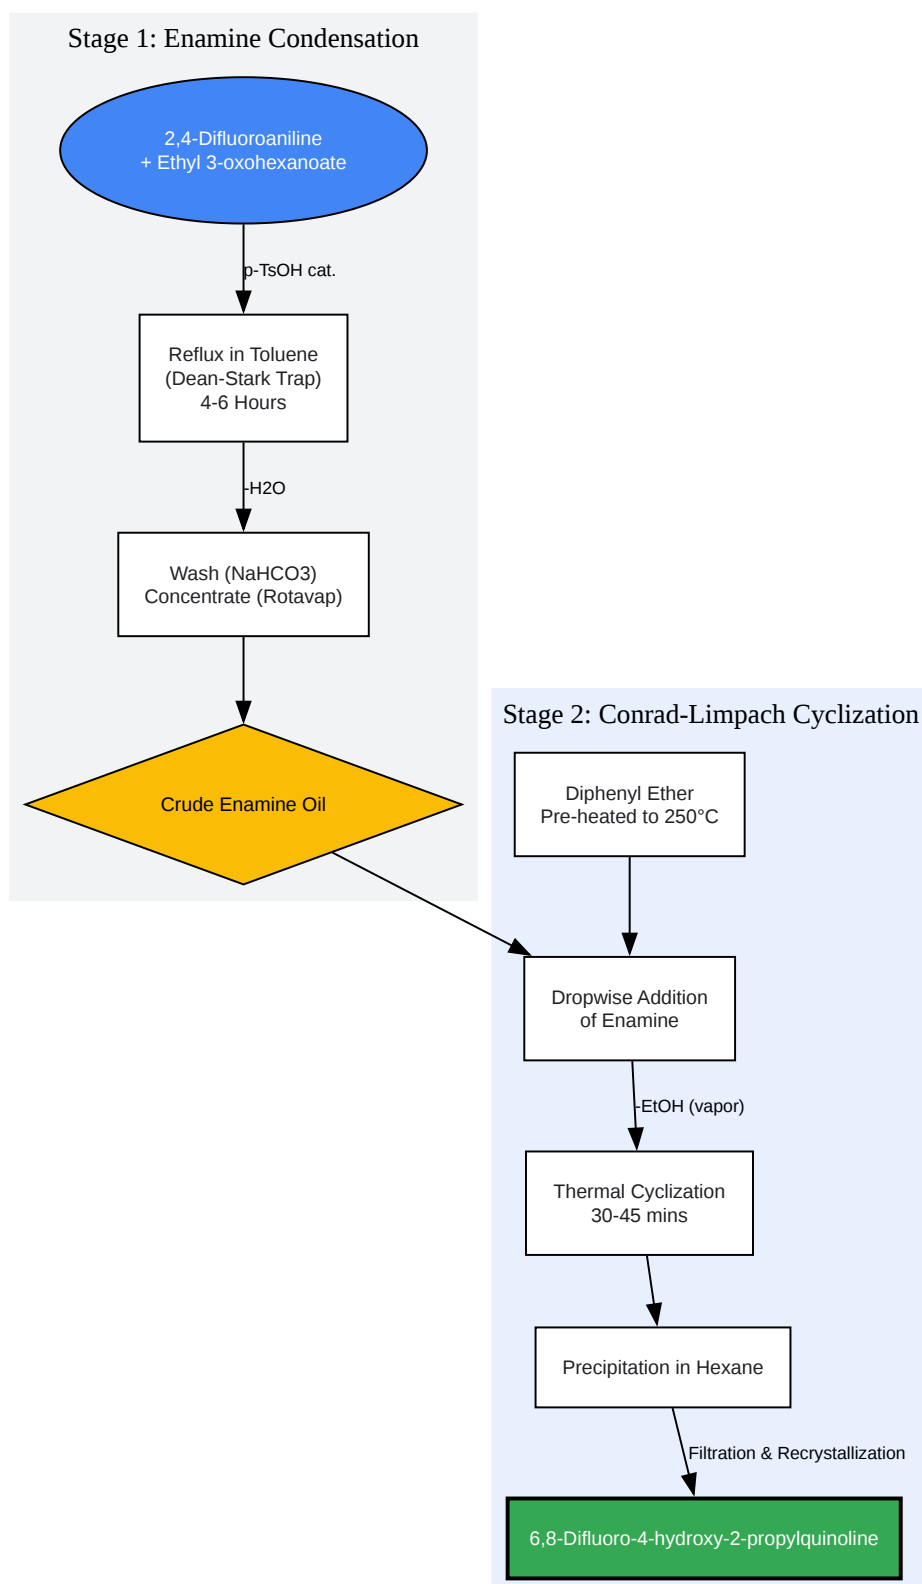 Stage 1: Enamine Condensation
2,4-Difluoroaniline
+ Ethyl 3-oxohexanoate
p-TsOH cat.
Reflux in Toluene
(Dean-Stark Trap)
4-6 Hours
-H2O
Wash (NaHCO3)
Concentrate (Rotavap)
Crude Enamine Oil
Stage 2: Conrad-Limpach Cyclization
Diphenyl Ether
Pre-heated to 250°C
Dropwise Addition
of Enamine
-EtOH (vapor)
Thermal Cyclization
30-45 mins
Precipitation in Hexane
Filtration & Recrystallization
6,8-Difluoro-4-hydroxy-2-propylquinoline